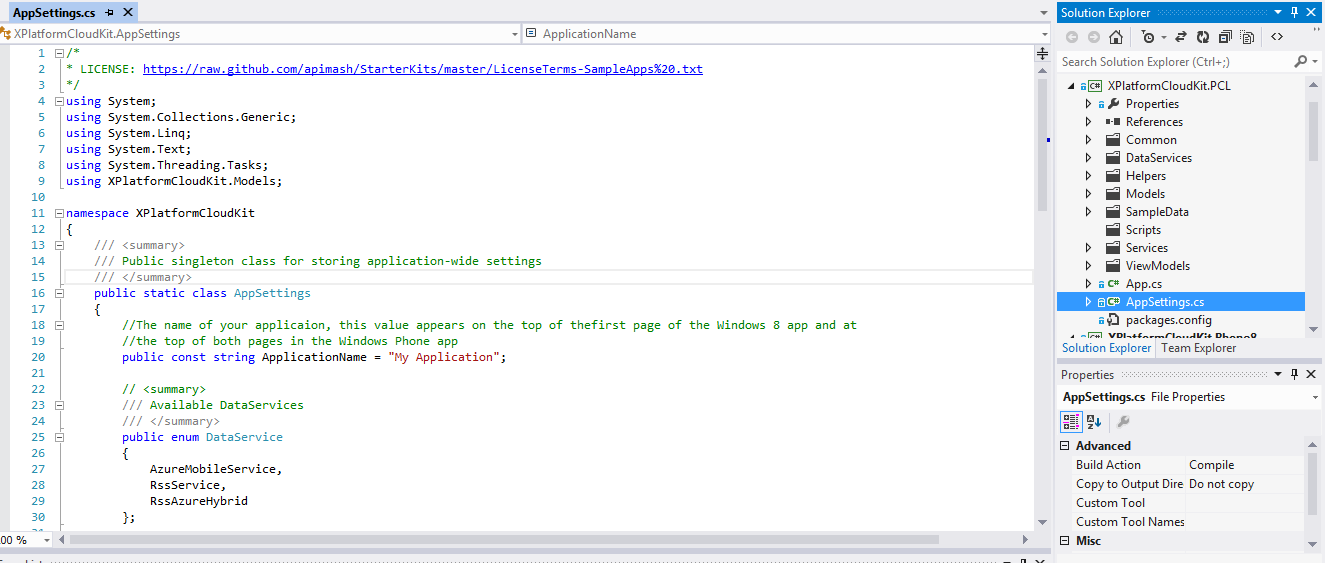 AppSettings.cs
XPlatformCloudKit.AppSettings
ApplicationName
1 /*
2 * LICENSE: https://raw.github.com/apimash/StarterKits/master/LicenseTerms-SampleApps%20.txt
3 */
4 using System;
5 using System.Collections.Generic;
6 using System.Linq;
7 using System.Text;
8 using System.Threading.Tasks;
9 using XPlatformCloudKit.Models;
10
11 namespace XPlatformCloudKit
12 {
13 /// <summary>
14 /// Public singleton class for storing application-wide settings
15 /// </summary>
16 public static class AppSettings
17 {
18 //The name of your applicaion, this value appears on the top of thefirst page of the Windows 8 app and at
19 //the top of both pages in the Windows Phone app
20 public const string ApplicationName = "My Application";
21
22 // <summary>
23 /// Available DataServices
24 /// </summary>
25 public enum DataService
26 {
27 AzureMobileService,
28 RssService,
29 RssAzureHybrid
30 };
00 %
Solution Explorer
Search Solution Explorer (Ctrl+;)
C# XPlatformCloudKit.PCL
Properties
References
Common
DataServices
Helpers
Models
SampleData
Scripts
Services
ViewModels
C# App.cs
C# AppSettings.cs
packages.config
XPlatformCloudKit.Phone8
Solution Explorer Team Explorer
Properties
AppSettings.cs File Properties
Advanced
Build Action Compile
Copy to Output Dire Do not copy
Custom Tool
Custom Tool Names
Misc